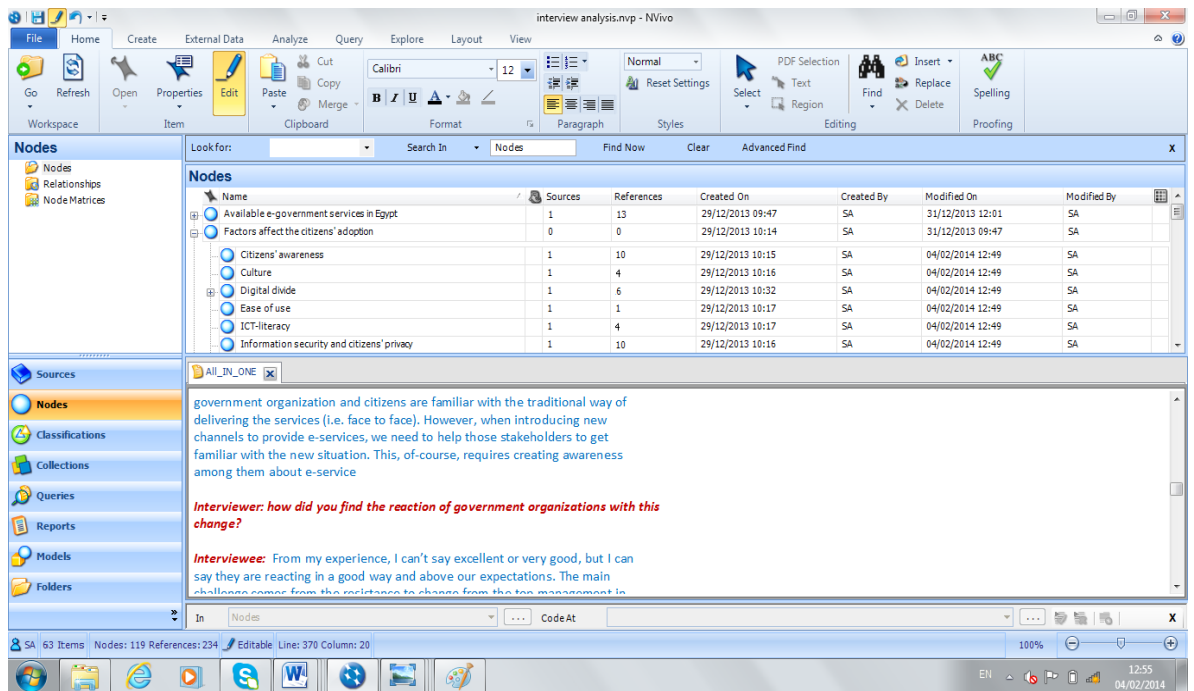 interview analysis.nvp - NVivo
File Home Create External Data Analyze Query Explore Layout View
Go Refresh Open Properties Edit Paste Cut Copy Merge Calibri 12 B I U A Normal Reset Settings Select PDF Selection Text Region Find Insert Replace Delete ABC Spelling
Workspace Item Clipboard Format Paragraph Styles Editing Proofing
Nodes
Nodes
Relationships
Node Matrices
Look for: Search In Nodes Find Now Clear Advanced Find X
Nodes
Name / Sources References Created On Created By Modified On Modified By
Available e-government services in Egypt 1 13 29/12/2013 09:47 SA 31/12/2013 12:01 SA
Factors affect the citizens' adoption 0 0 29/12/2013 10:14 SA 31/12/2013 09:47 SA
Citizens' awareness 1 10 29/12/2013 10:15 SA 04/02/2014 12:49 SA
Culture 1 4 29/12/2013 10:16 SA 04/02/2014 12:49 SA
Digital divide 1 6 29/12/2013 10:32 SA 04/02/2014 12:49 SA
Ease of use 1 1 29/12/2013 10:17 SA 04/02/2014 12:49 SA
ICT-literacy 1 4 29/12/2013 10:17 SA 04/02/2014 12:49 SA
Information security and citizens' privacy 1 10 29/12/2013 10:16 SA 04/02/2014 12:49 SA
Sources
Nodes
Classifications
Collections
Queries
Reports
Models
Folders
All_IN_ONE
government organization and citizens are familiar with the traditional way of
delivering the services (i.e. face to face). However, when introducing new
channels to provide e-services, we need to help those stakeholders to get
familiar with the new situation. This, of-course, requires creating awareness
among them about e-service
Interviewer: how did you find the reaction of government organizations with this
change?
Interviewee: From my experience, I can't say excellent or very good, but I can
say they are reacting in a good way and above our expectations. The main
challenge comes from the resistance to change from the top management in
In Nodes ... Code At ... X
SA 63 Items Nodes: 119 References: 234 Editable Line: 370 Column: 20 100%
EN 12:55
04/02/2014